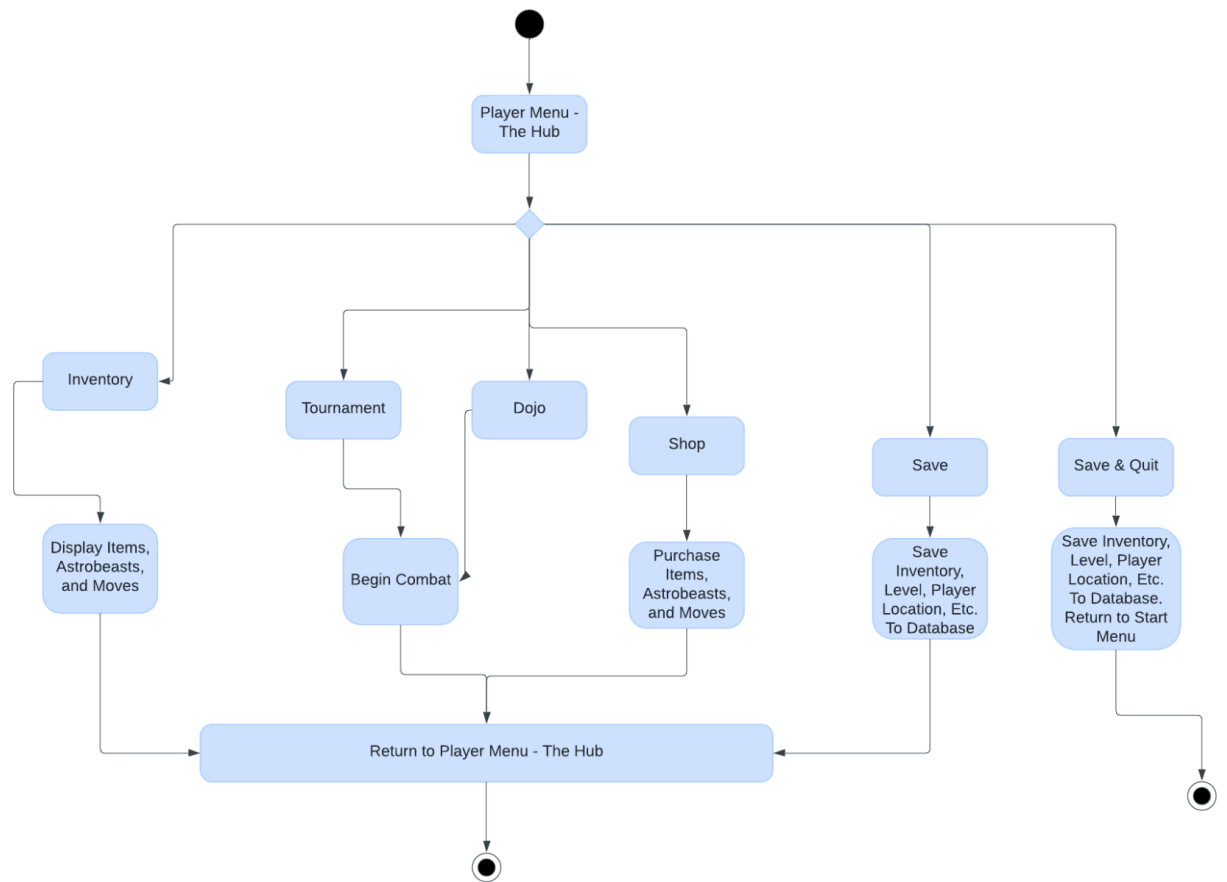 Player Menu -
The Hub
Inventory
Tournament
Dojo
Shop
Save
Save & Quit
Display Items,
Astrobeasts,
and Moves
Begin Combat
Purchase
Items,
Astrobeasts,
and Moves
Save
Inventory,
Level, Player
Location, Etc.
To Database
Save Inventory,
Level, Player
Location, Etc.
To Database.
Return to Start
Menu
Return to Player Menu - The Hub